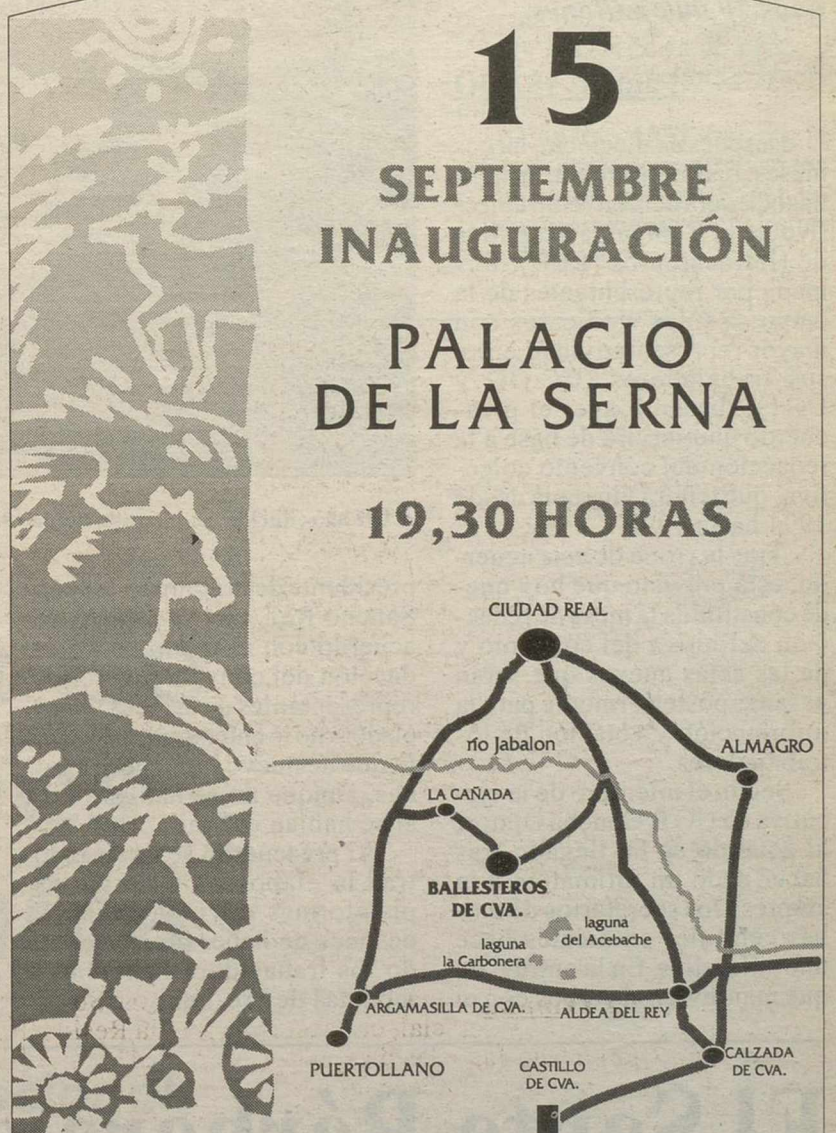 15
SEPTIEMBRE
INAUGURACIÓN
PALACIO
DE LA SERNA
19,30 HORAS
CIUDAD REAL
río Jabalon
ALMAGRO
LA CAÑADA
BALLESTEROS
DE CVA.
laguna
del Acebache
laguna
la Carbonera
ARGAMASILLA DE CVA.
ALDEA DEL REY
PUERTOLLANO
CASTILLO
DE CVA.
CALZADA
DE CVA.